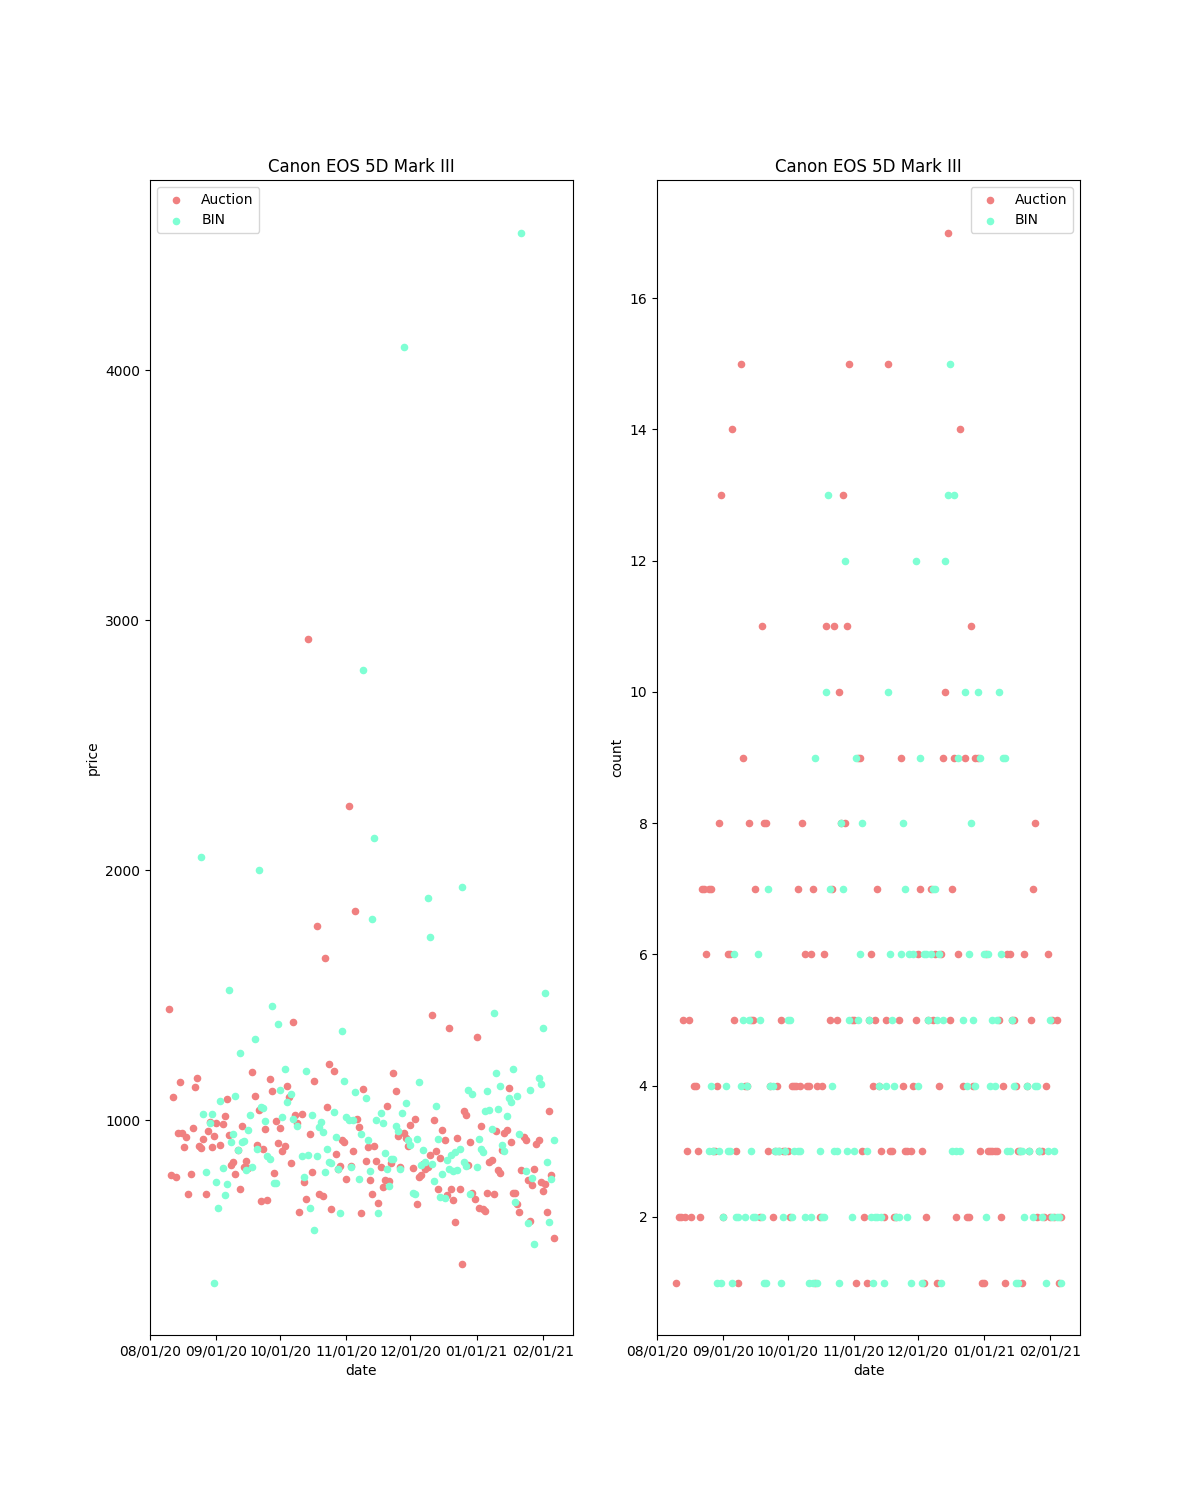 Canon EOS 5D Mark III
Auction
BIN
4000
3000
2000
1000
price
08/01/20 09/01/20 10/01/20 11/01/20 12/01/20 01/01/21 02/01/21
date
Canon EOS 5D Mark III
Auction
BIN
16
14
12
10
8
6
4
2
count
08/01/20 09/01/20 10/01/20 11/01/20 12/01/20 01/01/21 02/01/21
date